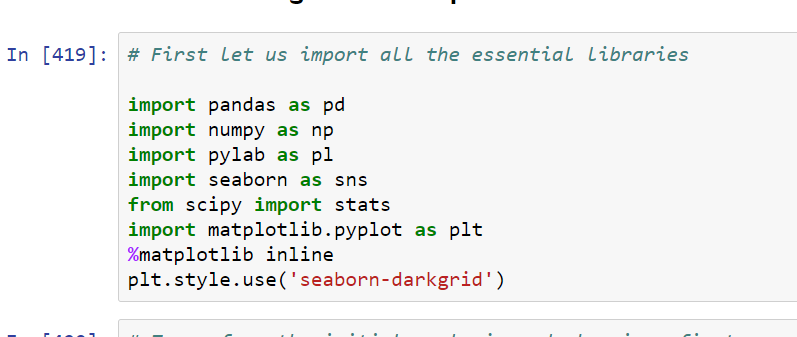 In [419]: # First let us import all the essential libraries
import pandas as pd
import numpy as np
import pylab as pl
import seaborn as sns
from scipy import stats
import matplotlib.pyplot as plt
%matplotlib inline
plt.style.use('seaborn-darkgrid')